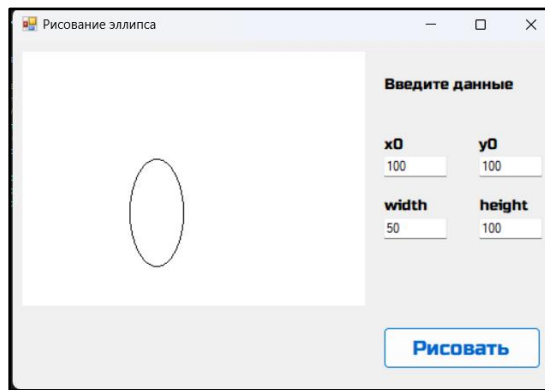 Рисование эллипса
Введите данные
x0 y0
100 100
width height
50 100
Рисовать